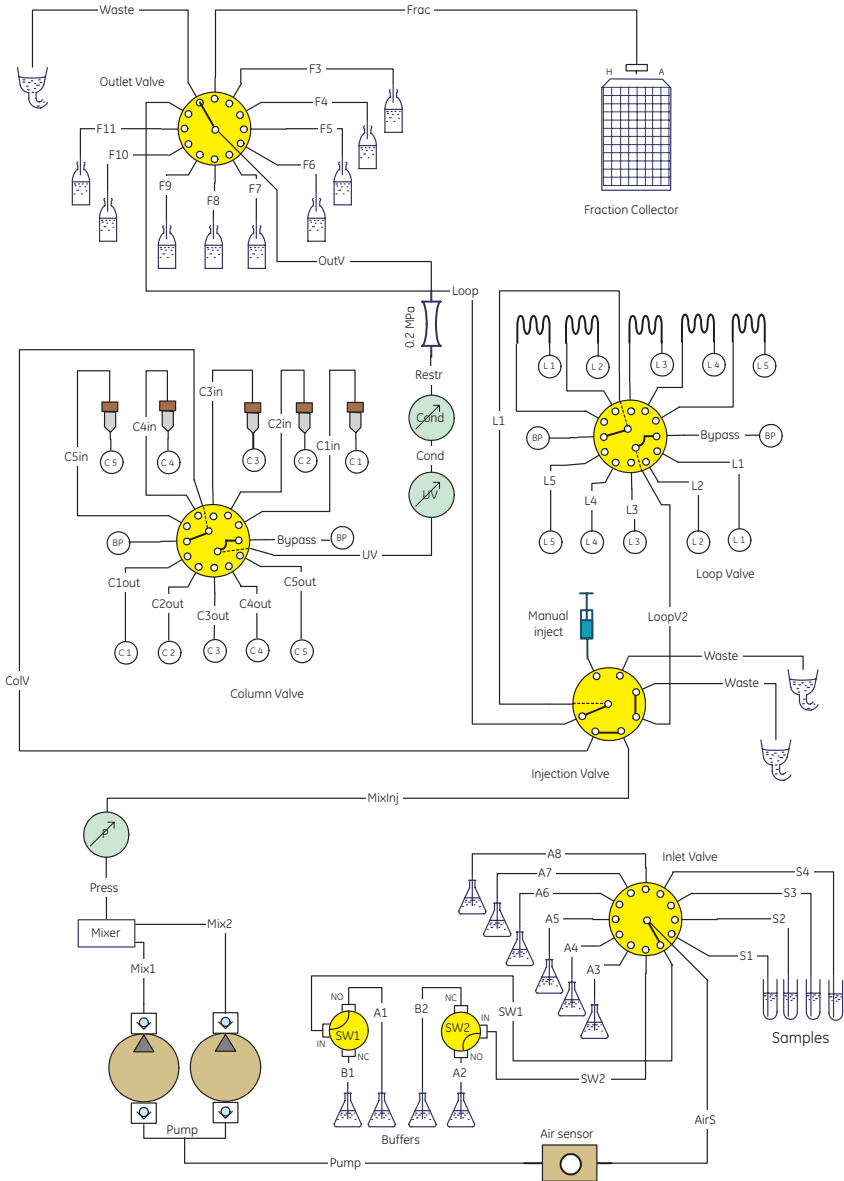 Waste
Frac
Outlet Valve
F3
F4
F5
F6
F7
F8
F9
F10
F11
H
A
Fraction Collector
OutV
Loop
0.2 MPa
Restr
Cond
Cond
UV
UV
C5in
C4in
C3in
C2in
C1in
C 5
C 4
C 3
C 2
C 1
BP
Bypass
BP
C1out
C2out
C3out
C4out
C5out
C 1
C 2
C 3
C 4
C 5
Column Valve
ColV
L1
L 1
L 2
L 3
L 4
L 5
BP
Bypass
BP
L5
L4
L3
L2
L1
L 5
L 4
L 3
L 2
L 1
Loop Valve
Manual
inject
LoopV2
Waste
Waste
Injection Valve
MixInj
P
Press
Mixer
Mix2
Mix1
Pump
Pump
Air sensor
AirS
A8
A7
A6
A5
A4
A3
Inlet Valve
S4
S3
S2
S1
Samples
NO
SW1
IN
NC
A1
B1
B2
NC
SW2
IN
NO
A2
SW1
SW2
Buffers